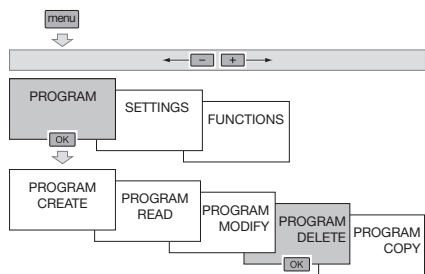 menu
− +
PROGRAM
SETTINGS
FUNCTIONS
OK
PROGRAM
CREATE
PROGRAM
READ
PROGRAM
MODIFY
PROGRAM
DELETE
PROGRAM
COPY
OK